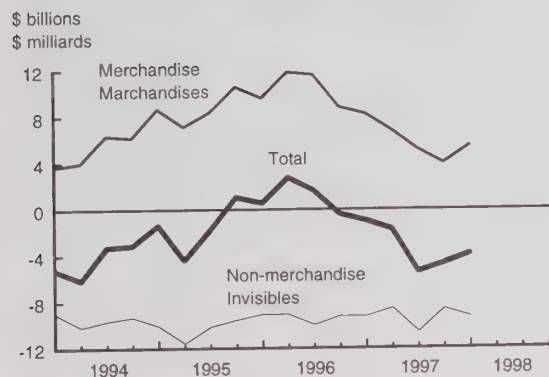 $ billions
$ milliards
12
Merchandise
Marchandises
8
4
Total
0
-4
Non-merchandise
Invisibles
-8
-12
1994 1995 1996 1997 1998